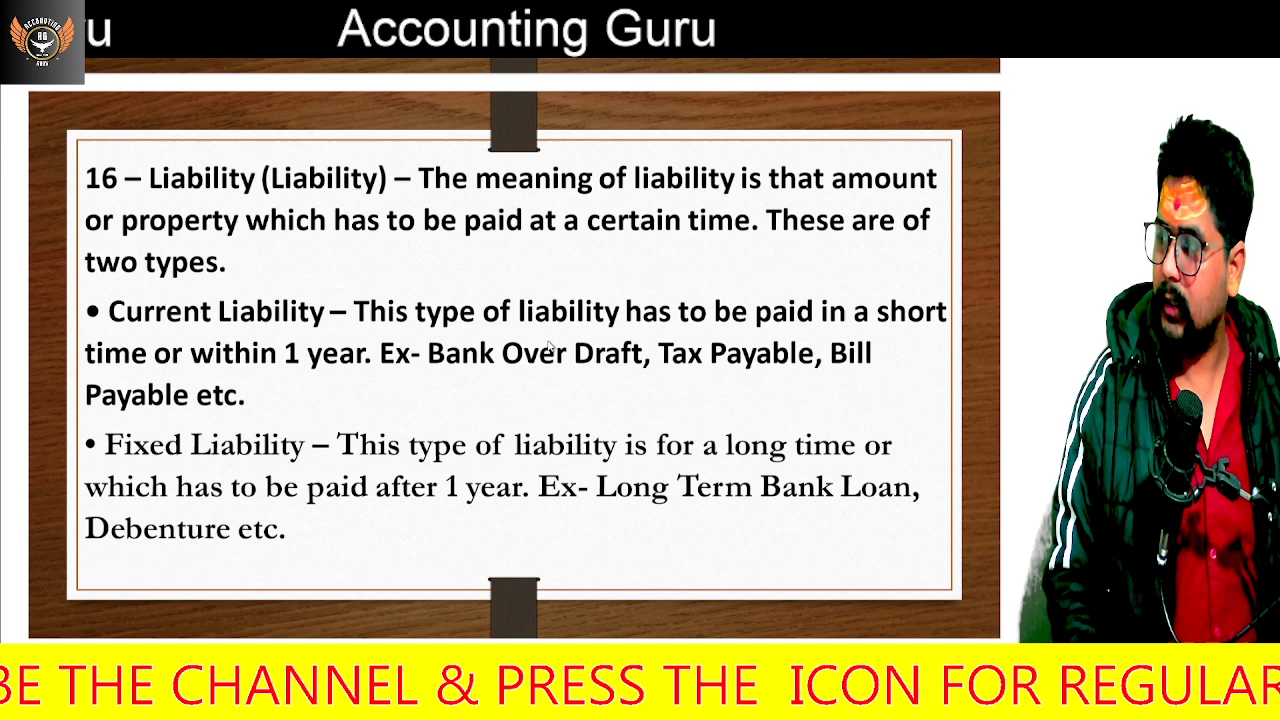 u Accounting Guru
ACCOUNTING
AG
GURU
16 – Liability (Liability) – The meaning of liability is that amount
or property which has to be paid at a certain time. These are of
two types.
• Current Liability – This type of liability has to be paid in a short
time or within 1 year. Ex- Bank Over Draft, Tax Payable, Bill
Payable etc.
• Fixed Liability – This type of liability is for a long time or
which has to be paid after 1 year. Ex- Long Term Bank Loan,
Debenture etc.
BE THE CHANNEL & PRESS THE ICON FOR REGULAR